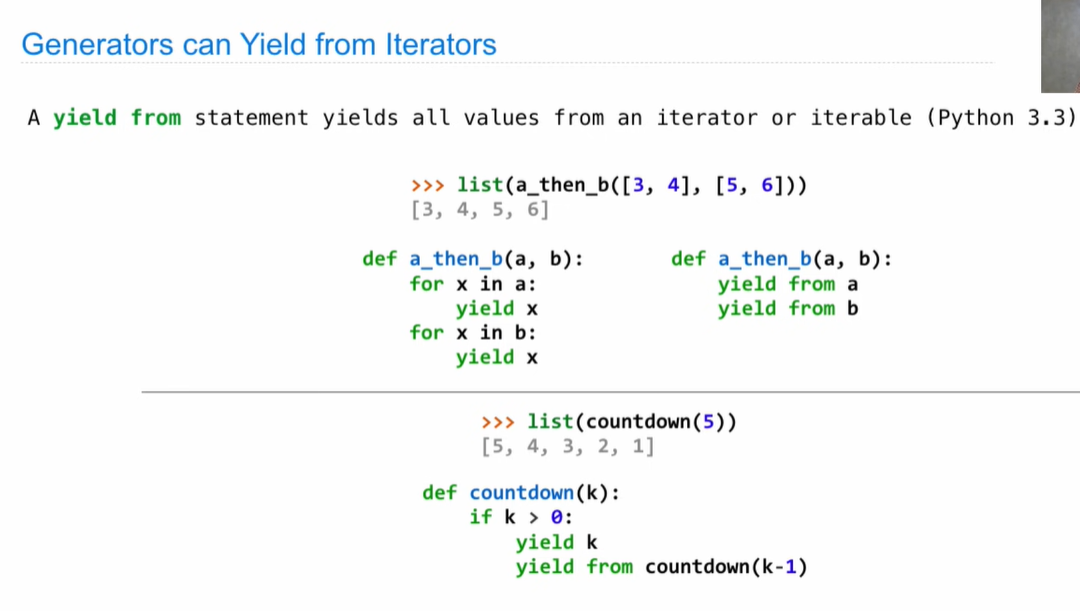 Generators can Yield from Iterators
A yield from statement yields all values from an iterator or iterable (Python 3.3)
>>> list(a_then_b([3, 4], [5, 6]))
[3, 4, 5, 6]
def a_then_b(a, b):
    for x in a:
        yield x
    for x in b:
        yield x
def a_then_b(a, b):
    yield from a
    yield from b
>>> list(countdown(5))
[5, 4, 3, 2, 1]
def countdown(k):
    if k > 0:
        yield k
        yield from countdown(k-1)